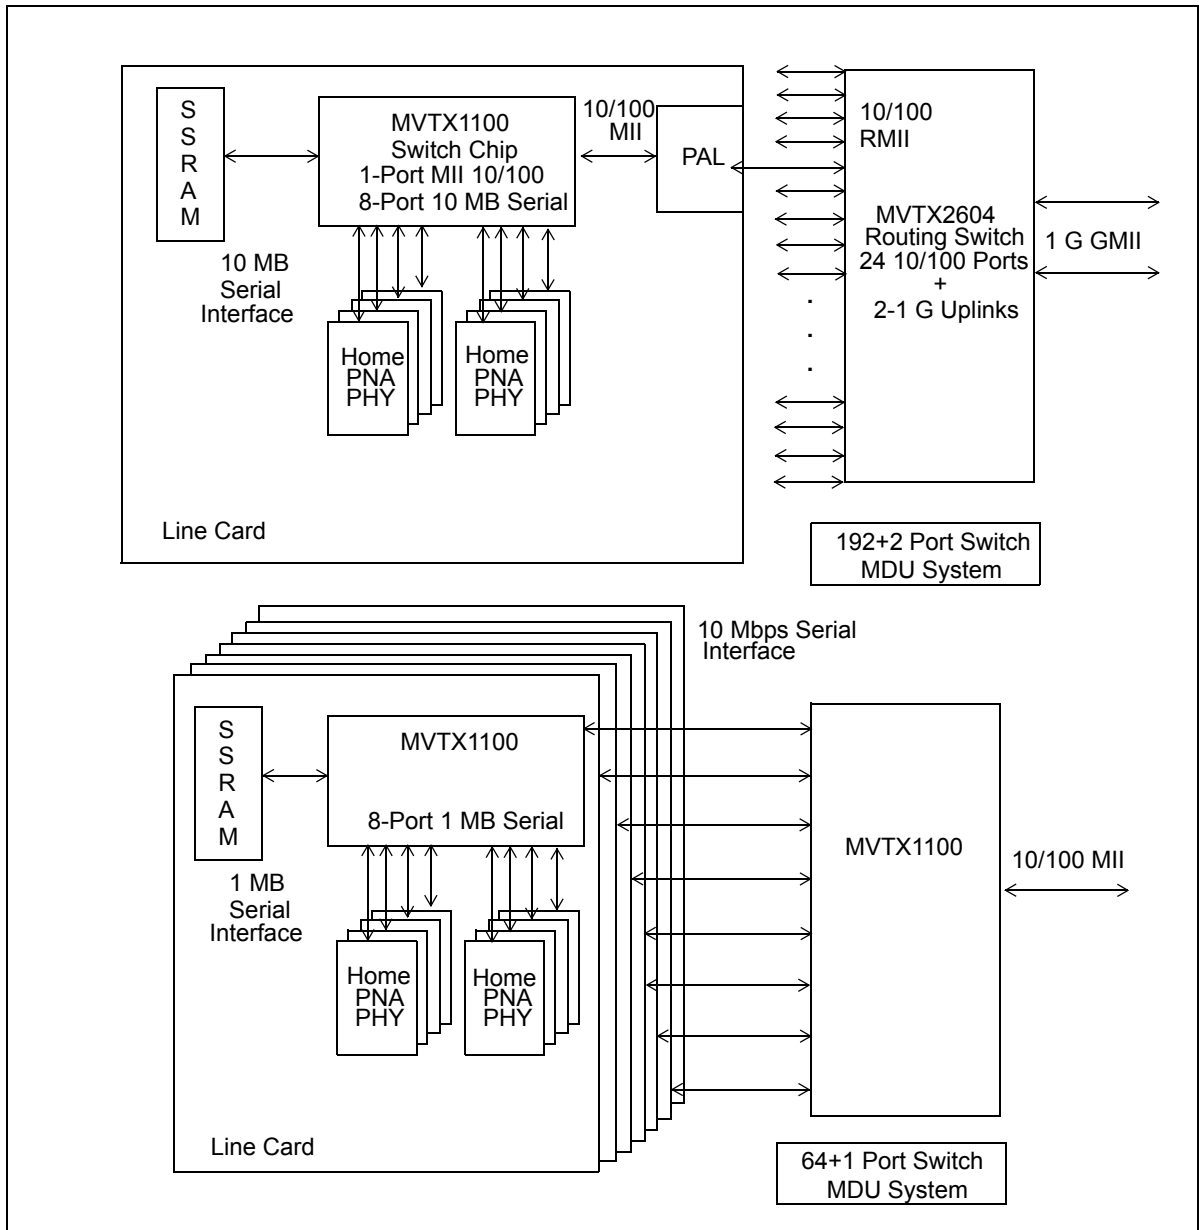 S
S
R
A
M
MVTX1100
Switch Chip
1-Port MII 10/100
8-Port 10 MB Serial
10/100
MII
PAL
10/100
RMII
MVTX2604
Routing Switch
24 10/100 Ports
+
2-1 G Uplinks
1 G GMII
10 MB
Serial
Interface
Home
PNA
PHY
Home
PNA
PHY
.
.
.
Line Card
192+2 Port Switch
MDU System
10 Mbps Serial
Interface
S
S
R
A
M
MVTX1100
8-Port 1 MB Serial
MVTX1100
10/100 MII
1 MB
Serial
Interface
Home
PNA
PHY
Home
PNA
PHY
Line Card
64+1 Port Switch
MDU System